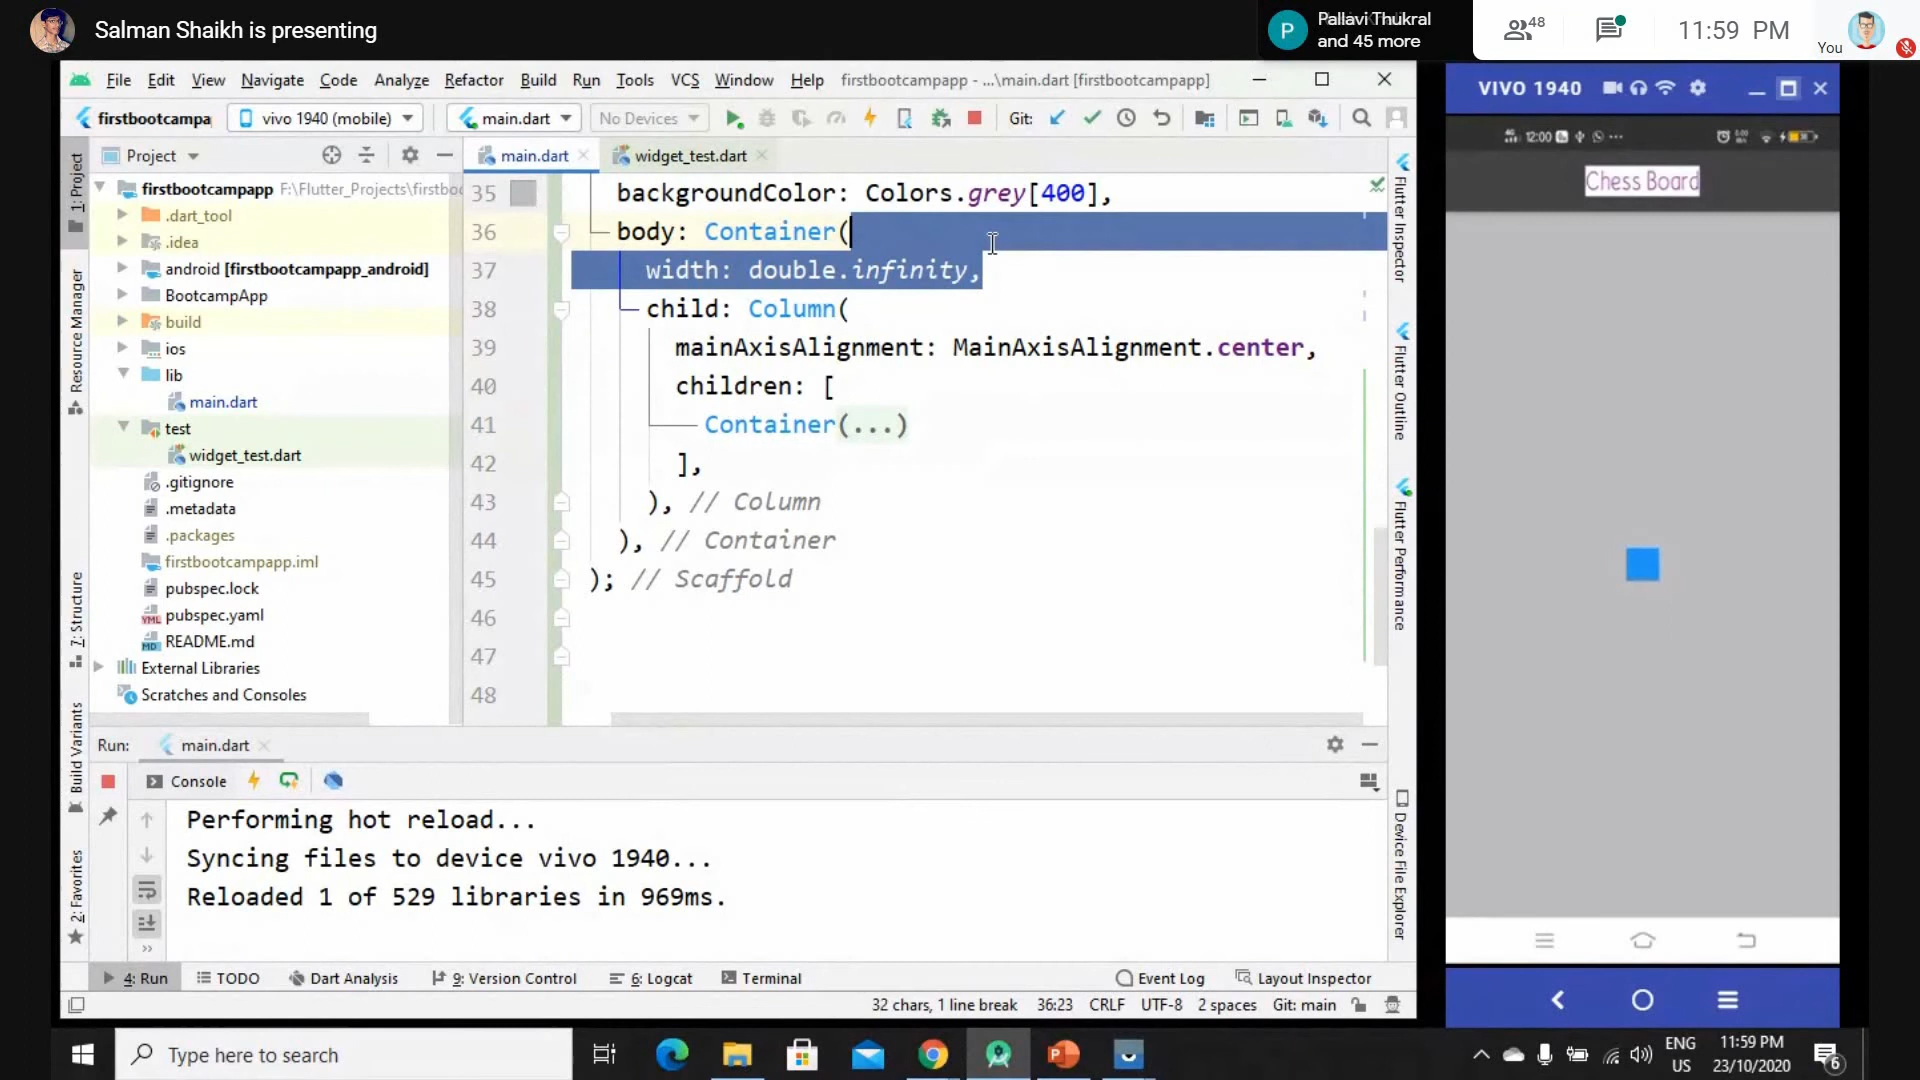 Salman Shaikh is presenting
P
Pallavi Thukral
and 45 more
48
11:59 PM
You
File Edit View Navigate Code Analyze Refactor Build Run Tools VCS Window Help firstbootcampapp - ...\main.dart [firstbootcampapp]
firstbootcampa
vivo 1940 (mobile)
main.dart
No Devices
Git:
Project
main.dart
widget_test.dart
1: Project
Resource Manager
7: Structure
Build Variants
2: Favorites
firstbootcampapp F:\Flutter_Projects\firstbo
.dart_tool
.idea
android [firstbootcampapp_android]
BootcampApp
build
ios
lib
main.dart
test
widget_test.dart
.gitignore
.metadata
.packages
firstbootcampapp.iml
pubspec.lock
pubspec.yaml
README.md
External Libraries
Scratches and Consoles
35 backgroundColor: Colors.grey[400],
36 body: Container(
37 width: double.infinity,
38 child: Column(
39 mainAxisAlignment: MainAxisAlignment.center,
40 children: [
41 Container(...)
42 ],
43 ), // Column
44 ), // Container
45 ); // Scaffold
46
47
48
Flutter Inspector
Flutter Outline
Flutter Performance
Device File Explorer
Run: main.dart
Console
Performing hot reload...
Syncing files to device vivo 1940...
Reloaded 1 of 529 libraries in 969ms.
4: Run TODO Dart Analysis 9: Version Control 6: Logcat Terminal Event Log Layout Inspector
32 chars, 1 line break 36:23 CRLF UTF-8 2 spaces Git: main
VIVO 1940
12:00
Chess Board
Type here to search
ENG
US
11:59 PM
23/10/2020
6